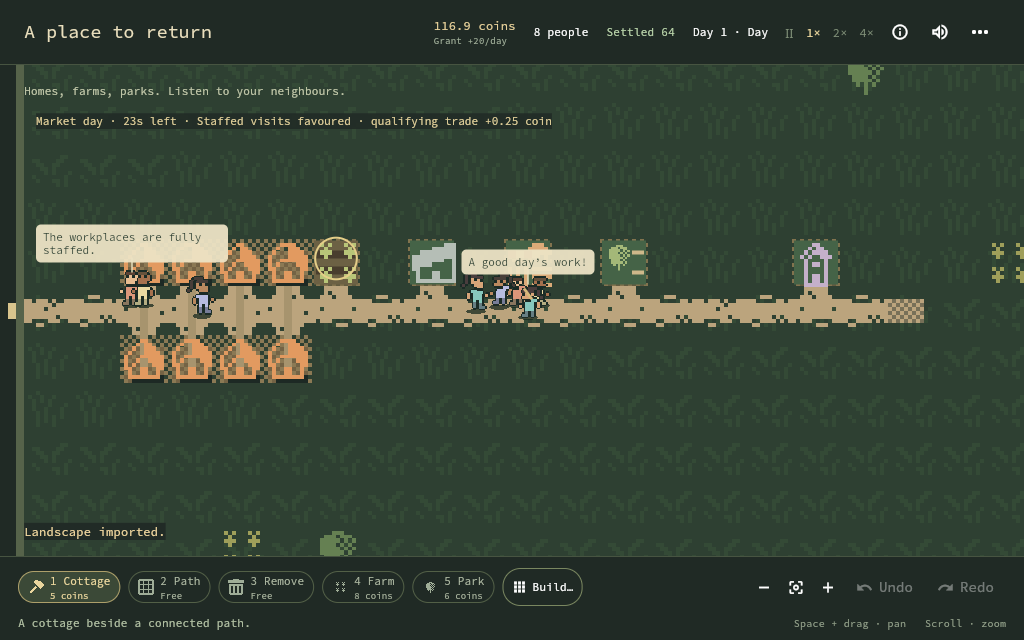 A place to return
116.9 coins
Grant +20/day
8 people
Settled 64
Day 1 · Day
1×
2×
4×
Homes, farms, parks. Listen to your neighbours.
Market day · 23s left · Staffed visits favoured · qualifying trade +0.25 coin
The workplaces are fully
staffed.
A good day's work!
Landscape imported.
1 Cottage
5 coins
2 Path
Free
3 Remove
Free
4 Farm
8 coins
5 Park
6 coins
Build…
Undo
Redo
A cottage beside a connected path.
Space + drag · pan
Scroll · zoom